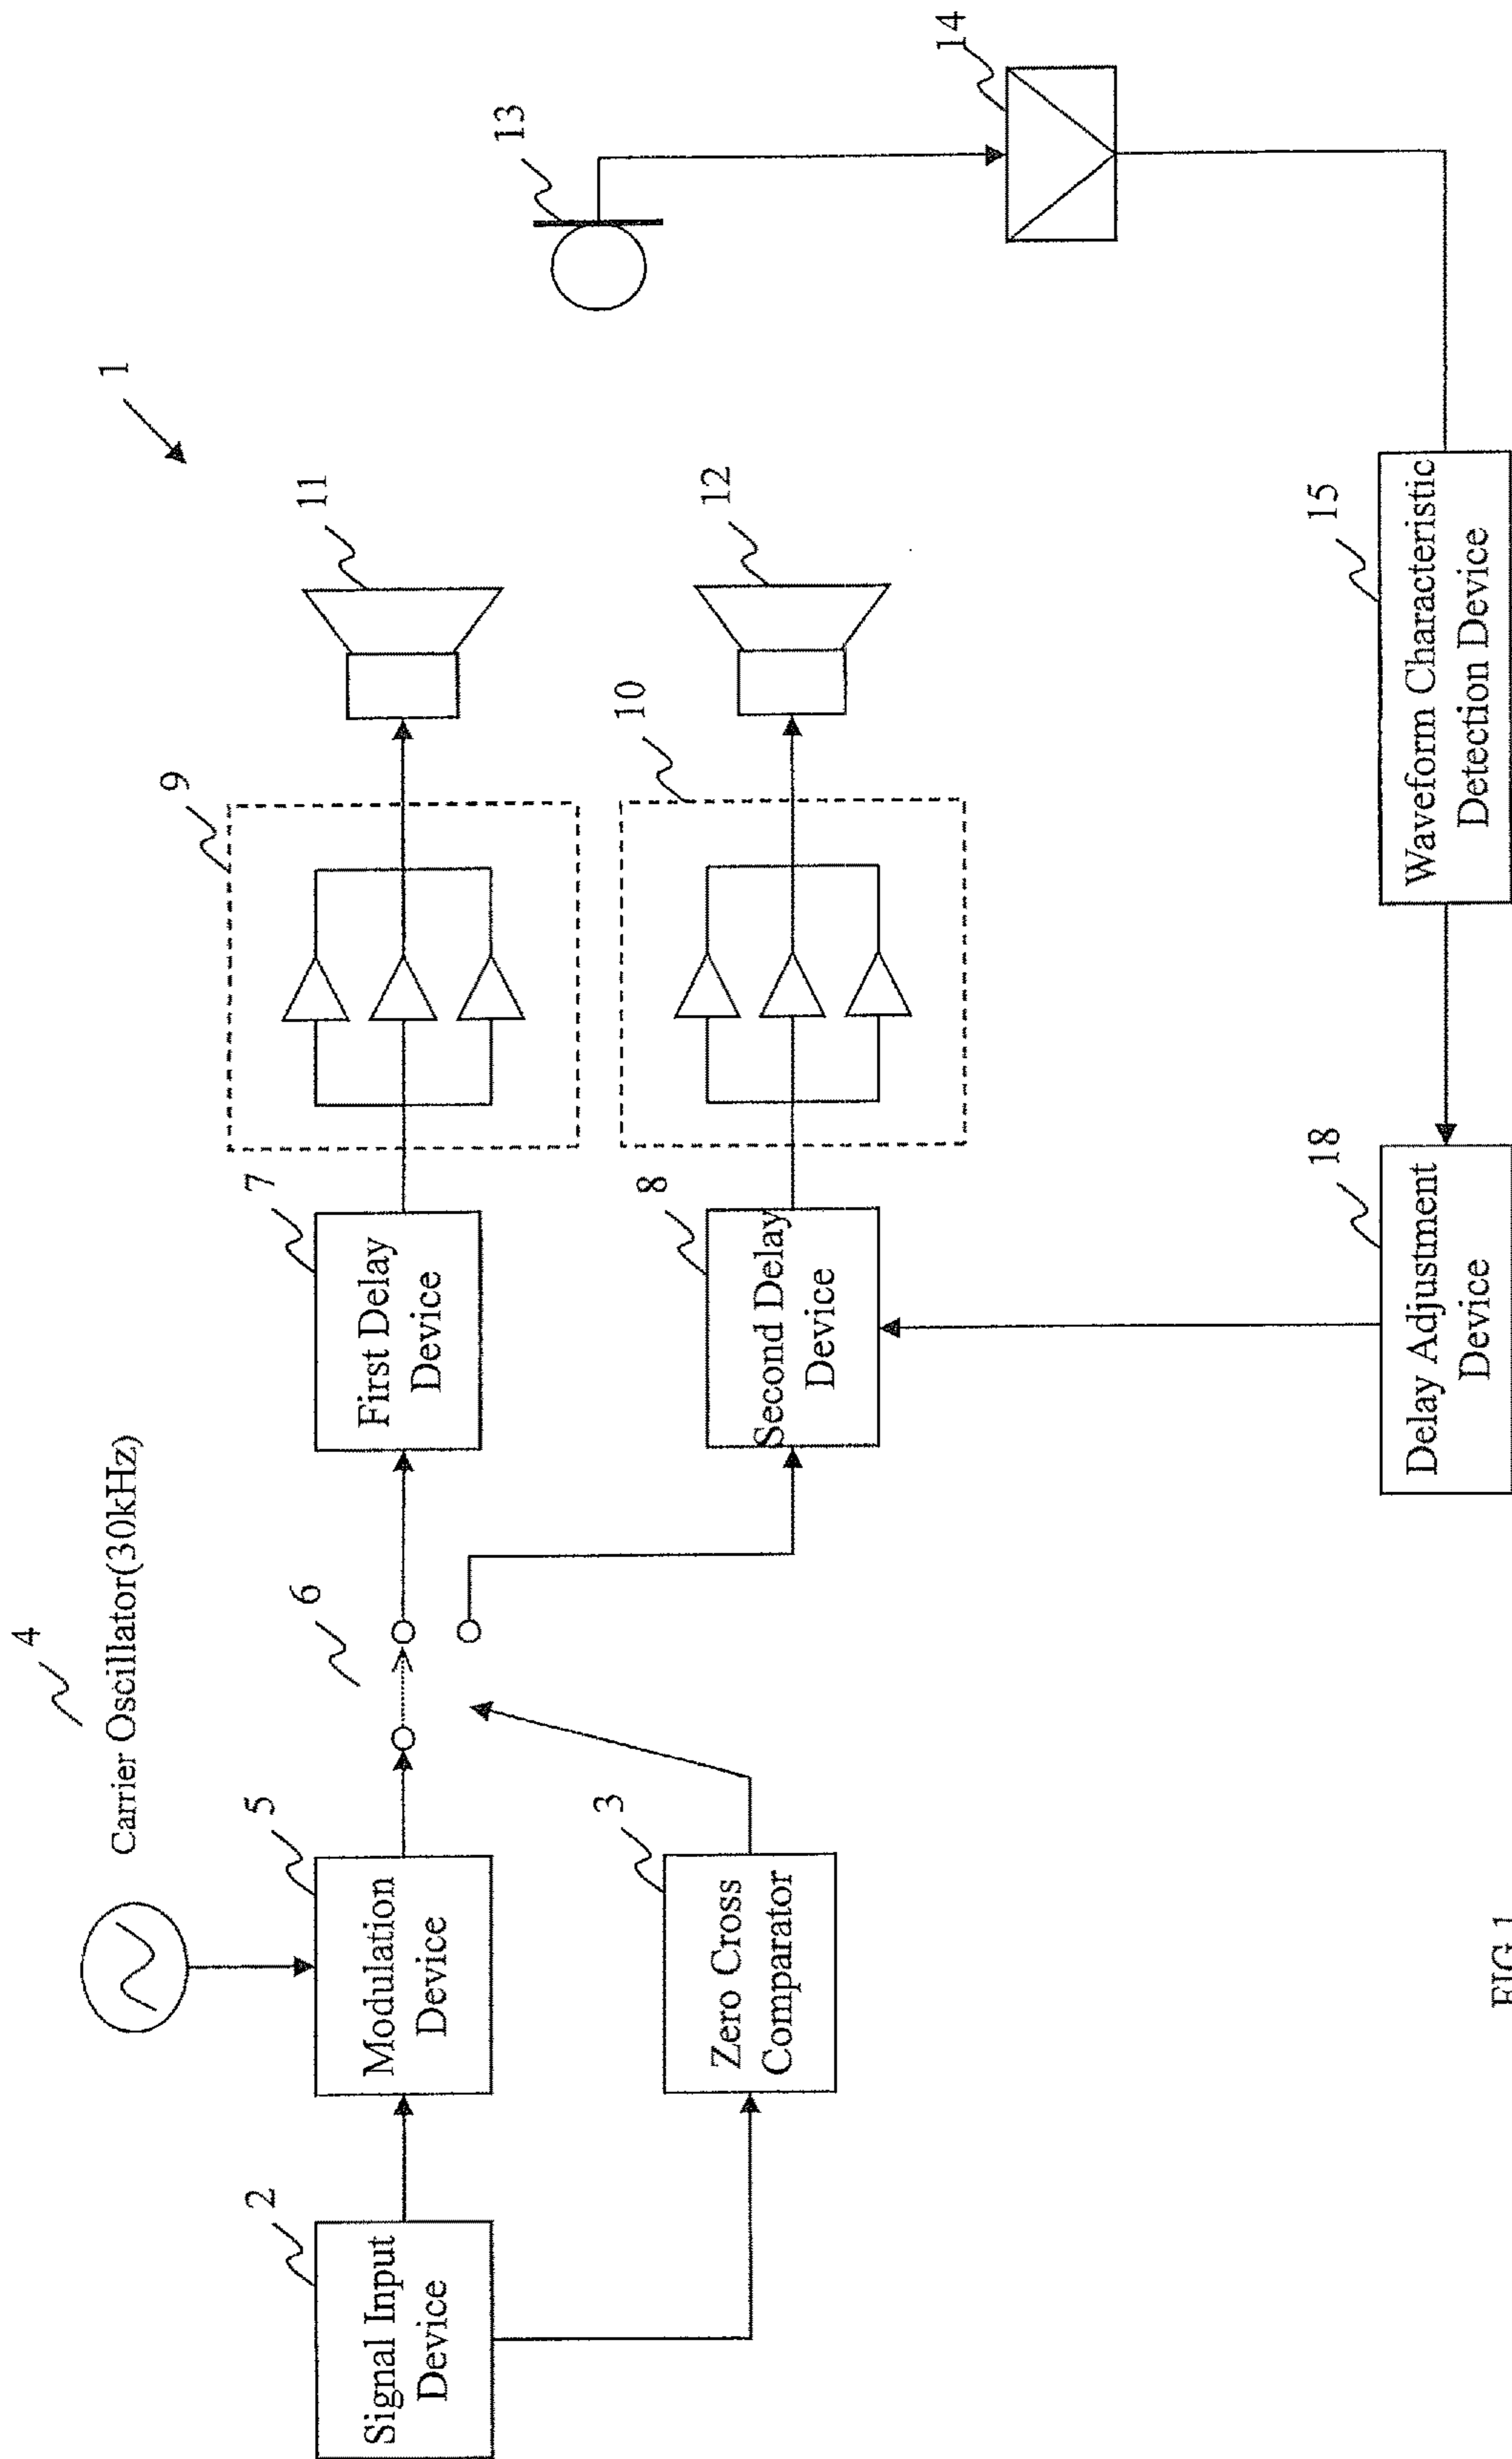 1
4
Carrier Oscillator(30kHz)
2
Signal Input
Device
5
Modulation
Device
6
7
First Delay
Device
9
11
3
Zero Cross
Comparator
8
Second Delay
Device
10
12
13
14
18
Delay Adjustment
Device
15
Waveform Characteristic
Detection Device
FIG.1